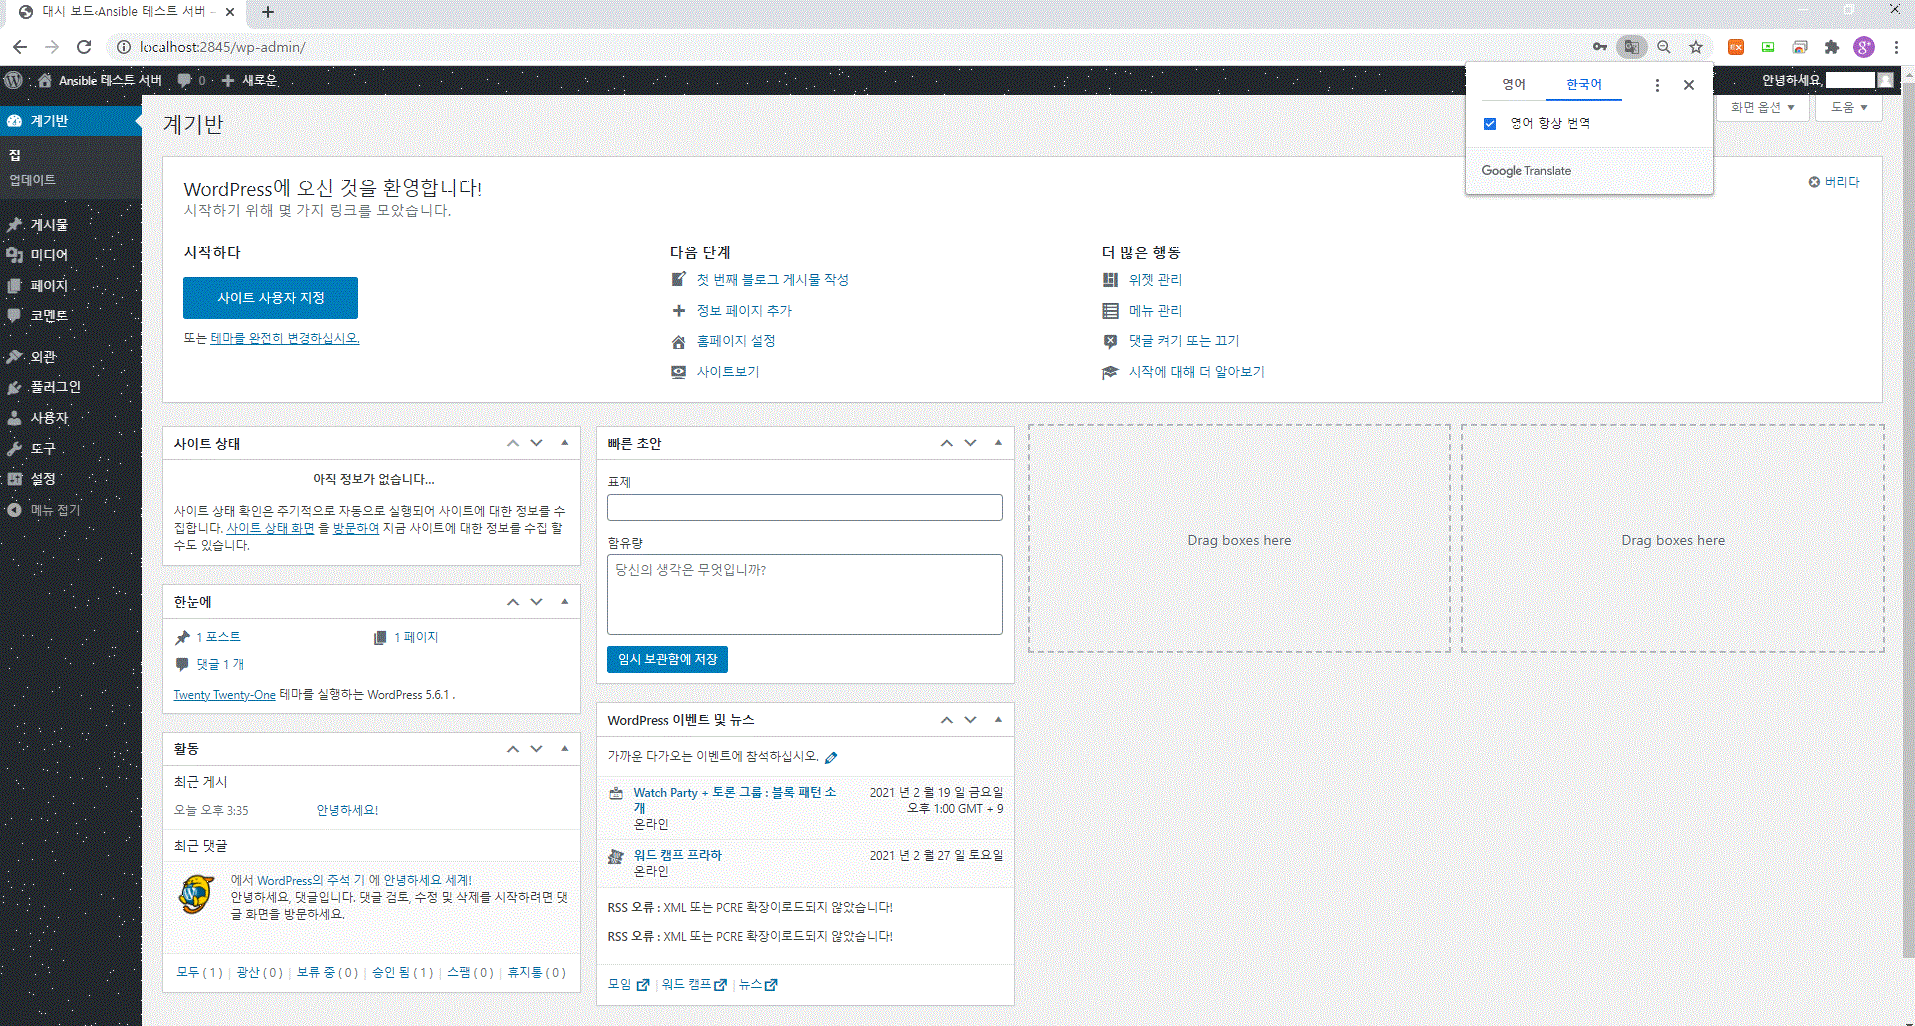 대시 보드‹Ansible 테스트 서버 -
localhost:2845/wp-admin/
영어 한국어
영어 항상 번역
Google Translate
Ansible 테스트 서버 0 새로운
안녕하세요,
화면 옵션 도움
계기반
집
업데이트
게시물
미디어
페이지
코멘트
외관
플러그인
사용자
도구
설정
메뉴 접기
계기반
WordPress에 오신 것을 환영합니다!
시작하기 위해 몇 가지 링크를 모았습니다.
버리다
시작하다
사이트 사용자 지정
또는 테마를 완전히 변경하십시오.
다음 단계
첫 번째 블로그 게시물 작성
정보 페이지 추가
홈페이지 설정
사이트보기
더 많은 행동
위젯 관리
메뉴 관리
댓글 켜기 또는 끄기
시작에 대해 더 알아보기
사이트 상태
아직 정보가 없습니다...
사이트 상태 확인은 주기적으로 자동으로 실행되어 사이트에 대한 정보를 수
집합니다. 사이트 상태 화면 을 방문하여 지금 사이트에 대한 정보를 수집 할
수도 있습니다.
한눈에
1 포스트 1 페이지
댓글 1 개
Twenty Twenty-One 테마를 실행하는 WordPress 5.6.1 .
활동
최근 게시
오늘 오후 3:35 안녕하세요!
최근 댓글
에서 WordPress의 주석 기 에 안녕하세요 세계!
안녕하세요, 댓글입니다. 댓글 검토, 수정 및 삭제를 시작하려면 댓
글 화면을 방문하세요.
모두 ( 1 ) | 광산 ( 0 ) | 보류 중 ( 0 ) | 승인 됨 ( 1 ) | 스팸 ( 0 ) | 휴지통 ( 0 )
빠른 초안
표제
함유량
당신의 생각은 무엇입니까?
임시 보관함에 저장
WordPress 이벤트 및 뉴스
가까운 다가오는 이벤트에 참석하십시오.
Watch Party + 토론 그룹 : 블록 패턴 소 2021 년 2 월 19 일 금요일
개 오후 1:00 GMT + 9
온라인
워드 캠프 프라하 2021 년 2 월 27 일 토요일
온라인
RSS 오류 : XML 또는 PCRE 확장이로드되지 않았습니다!
RSS 오류 : XML 또는 PCRE 확장이로드되지 않았습니다!
모임 | 워드 캠프 | 뉴스
Drag boxes here
Drag boxes here